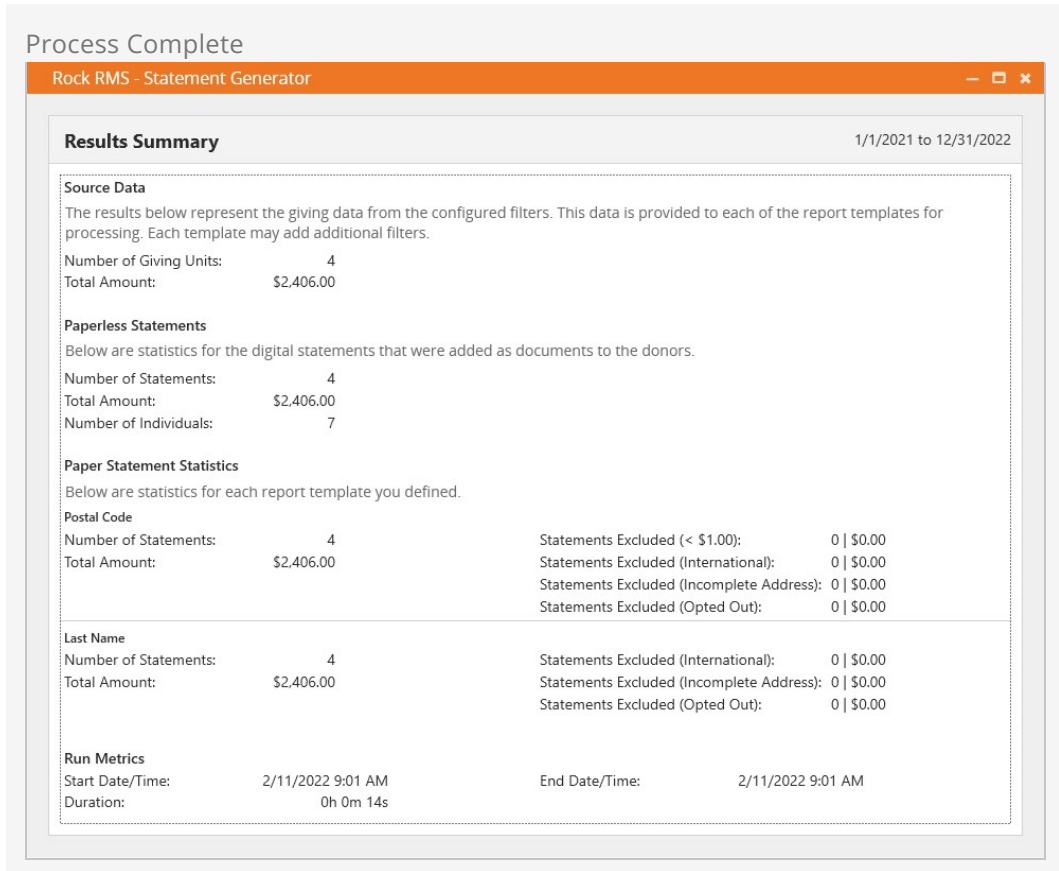 Process Complete
Rock RMS - Statement Generator
Results Summary 1/1/2021 to 12/31/2022
Source Data
The results below represent the giving data from the configured filters. This data is provided to each of the report templates for
processing. Each template may add additional filters.
Number of Giving Units: 4
Total Amount: $2,406.00
Paperless Statements
Below are statistics for the digital statements that were added as documents to the donors.
Number of Statements: 4
Total Amount: $2,406.00
Number of Individuals: 7
Paper Statement Statistics
Below are statistics for each report template you defined.
Postal Code
Number of Statements: 4 Statements Excluded (< $1.00): 0 | $0.00
Total Amount: $2,406.00 Statements Excluded (International): 0 | $0.00
Statements Excluded (Incomplete Address): 0 | $0.00
Statements Excluded (Opted Out): 0 | $0.00
Last Name
Number of Statements: 4 Statements Excluded (International): 0 | $0.00
Total Amount: $2,406.00 Statements Excluded (Incomplete Address): 0 | $0.00
Statements Excluded (Opted Out): 0 | $0.00
Run Metrics
Start Date/Time: 2/11/2022 9:01 AM End Date/Time: 2/11/2022 9:01 AM
Duration: 0h 0m 14s